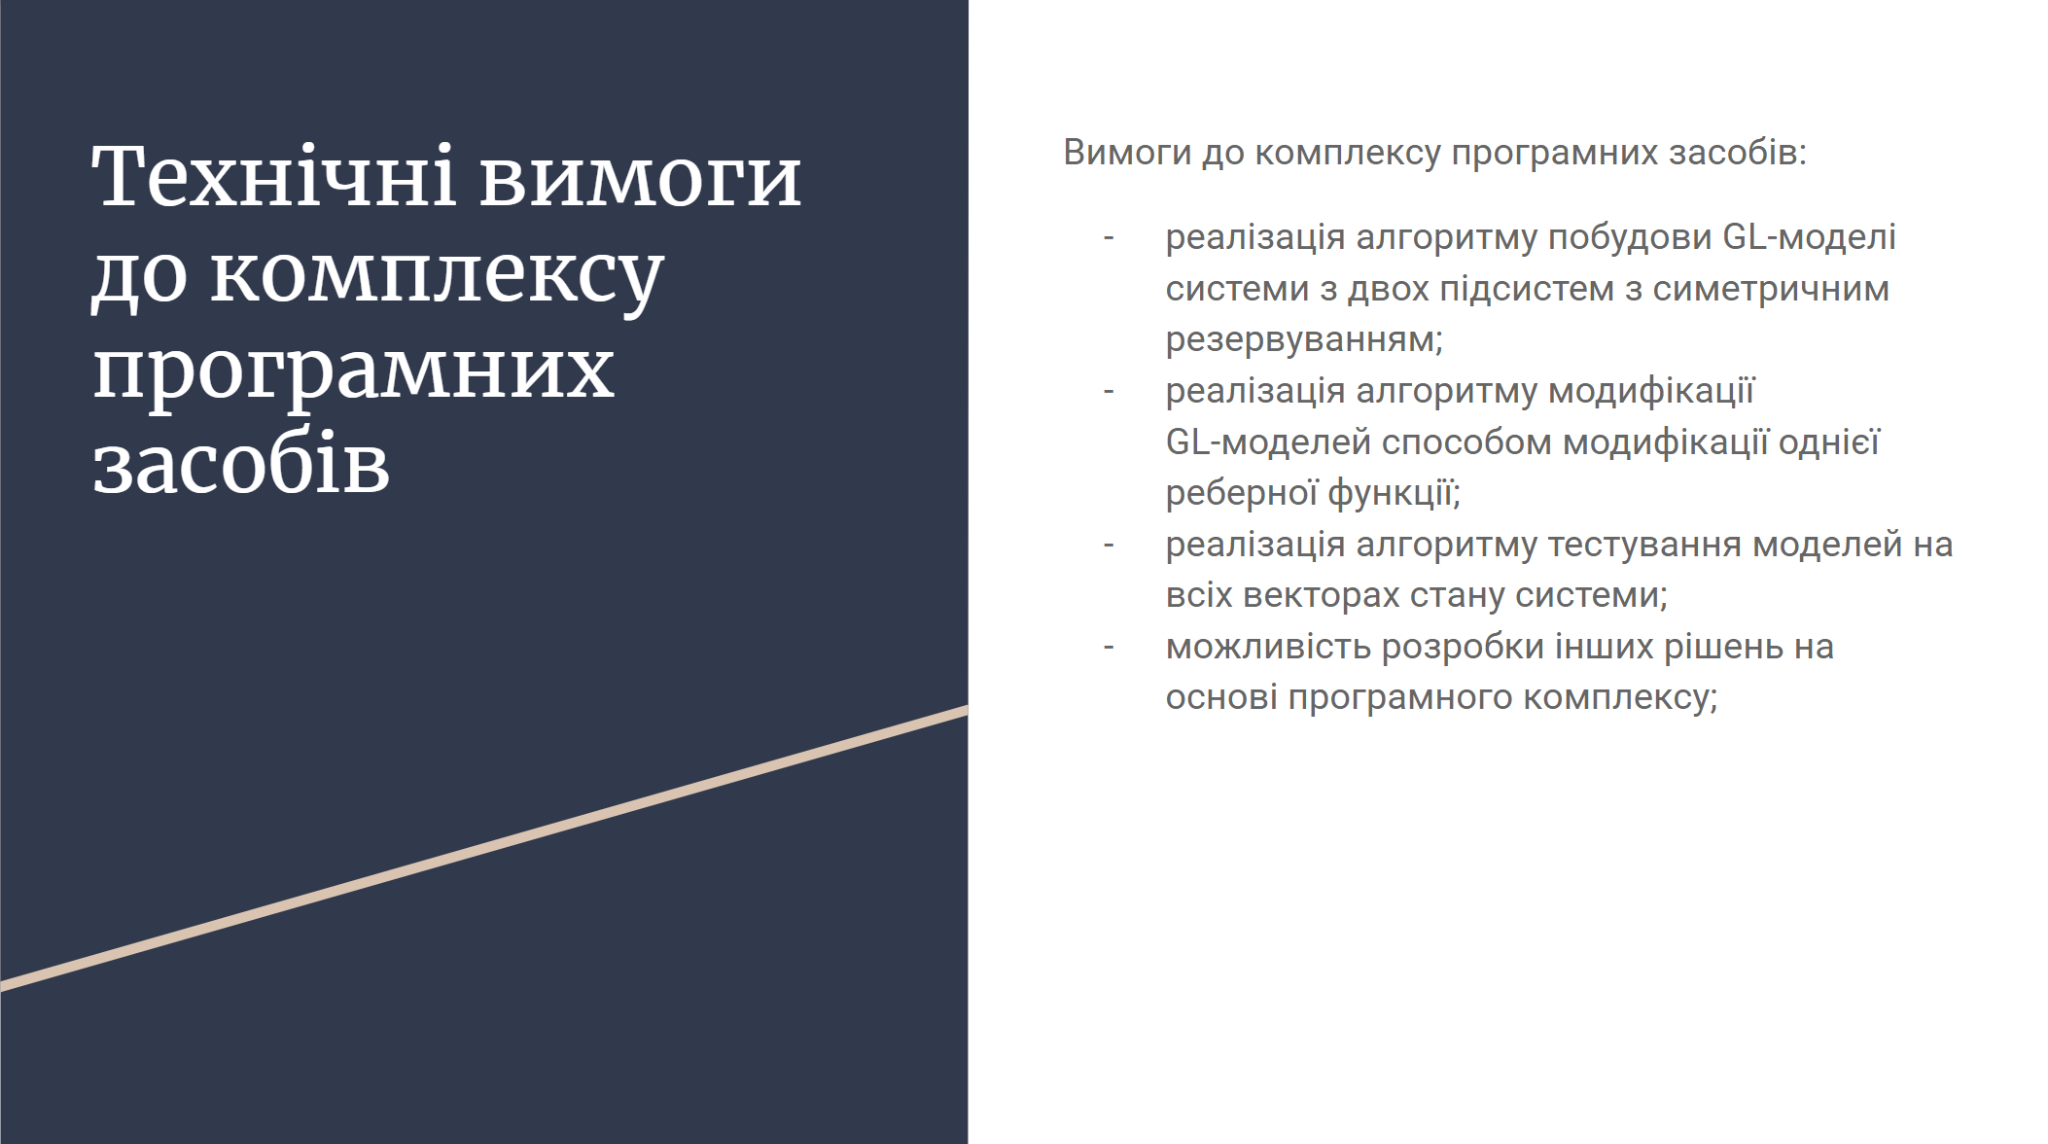 Технічні вимоги
до комплексу
програмних
засобів
Вимоги до комплексу програмних засобів:
- реалізація алгоритму побудови GL-моделі
системи з двох підсистем з симетричним
резервуванням;
- реалізація алгоритму модифікації
GL-моделей способом модифікації однієї
реберної функції;
- реалізація алгоритму тестування моделей на
всіх векторах стану системи;
- можливість розробки інших рішень на
основі програмного комплексу;